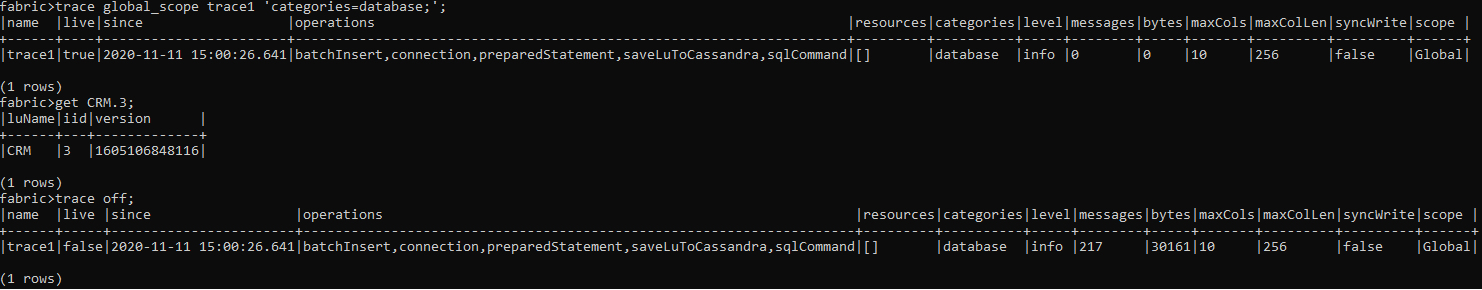 fabric>trace global_scope trace1 'categories=database;';
|name  |live|since                  |operations                                                            |resources|categories|level|messages|bytes|maxCols|maxColLen|syncWrite|scope |
+------+----+-----------------------+----------------------------------------------------------------------+---------+----------+-----+--------+-----+-------+---------+---------+------+
|trace1|true|2020-11-11 15:00:26.641|batchInsert,connection,preparedStatement,saveLuToCassandra,sqlCommand|[]       |database  |info |0       |0    |10     |256      |false    |Global|
(1 rows)
fabric>get CRM.3;
|luName|iid|version      |
+------+---+-------------+
|CRM   |3  |1605106848116|
(1 rows)
fabric>trace off;
|name  |live |since                  |operations                                                            |resources|categories|level|messages|bytes|maxCols|maxColLen|syncWrite|scope |
+------+-----+-----------------------+----------------------------------------------------------------------+---------+----------+-----+--------+-----+-------+---------+---------+------+
|trace1|false|2020-11-11 15:00:26.641|batchInsert,connection,preparedStatement,saveLuToCassandra,sqlCommand|[]       |database  |info |217     |30161|10     |256      |false    |Global|
(1 rows)